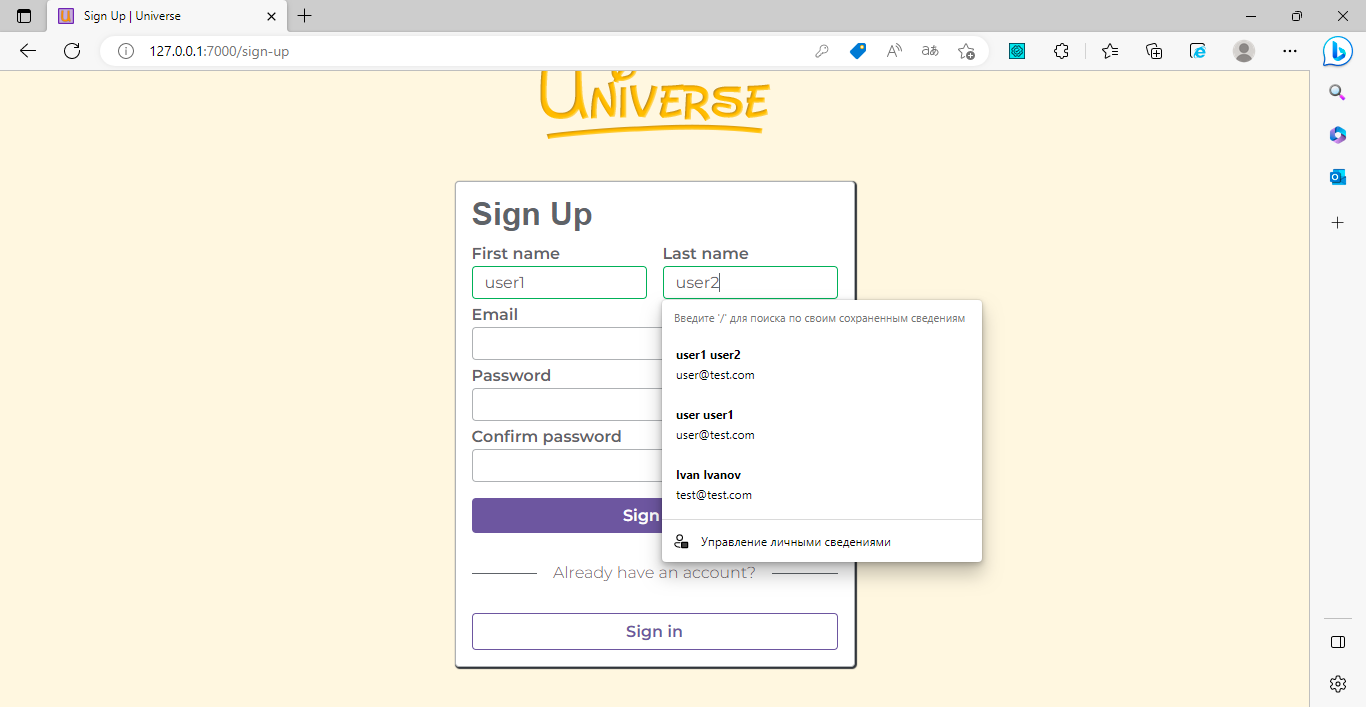 Sign Up | Universe
127.0.0.1:7000/sign-up
UNiVERSE
Sign Up
First name
Last name
user1
user2
Email
Введите '/' для поиска по своим сохраненным сведениям
user1 user2
user@test.com
Password
user user1
user@test.com
Confirm password
Ivan Ivanov
test@test.com
Sign
Управление личными сведениями
Already have an account?
Sign in